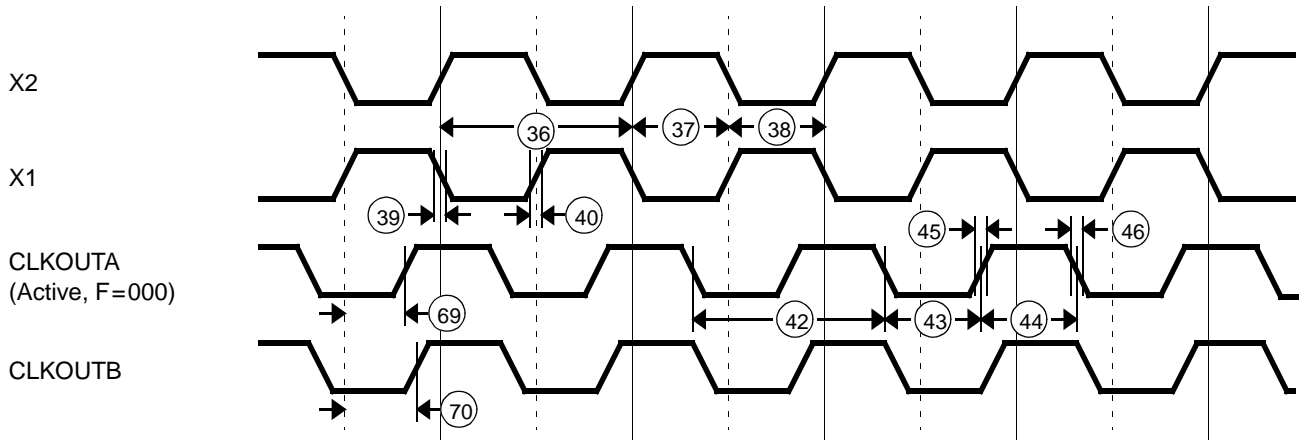 X2
36
37
38
X1
39
40
45
46
CLKOUTA
(Active, F=000)
69
42
43
44
CLKOUTB
70